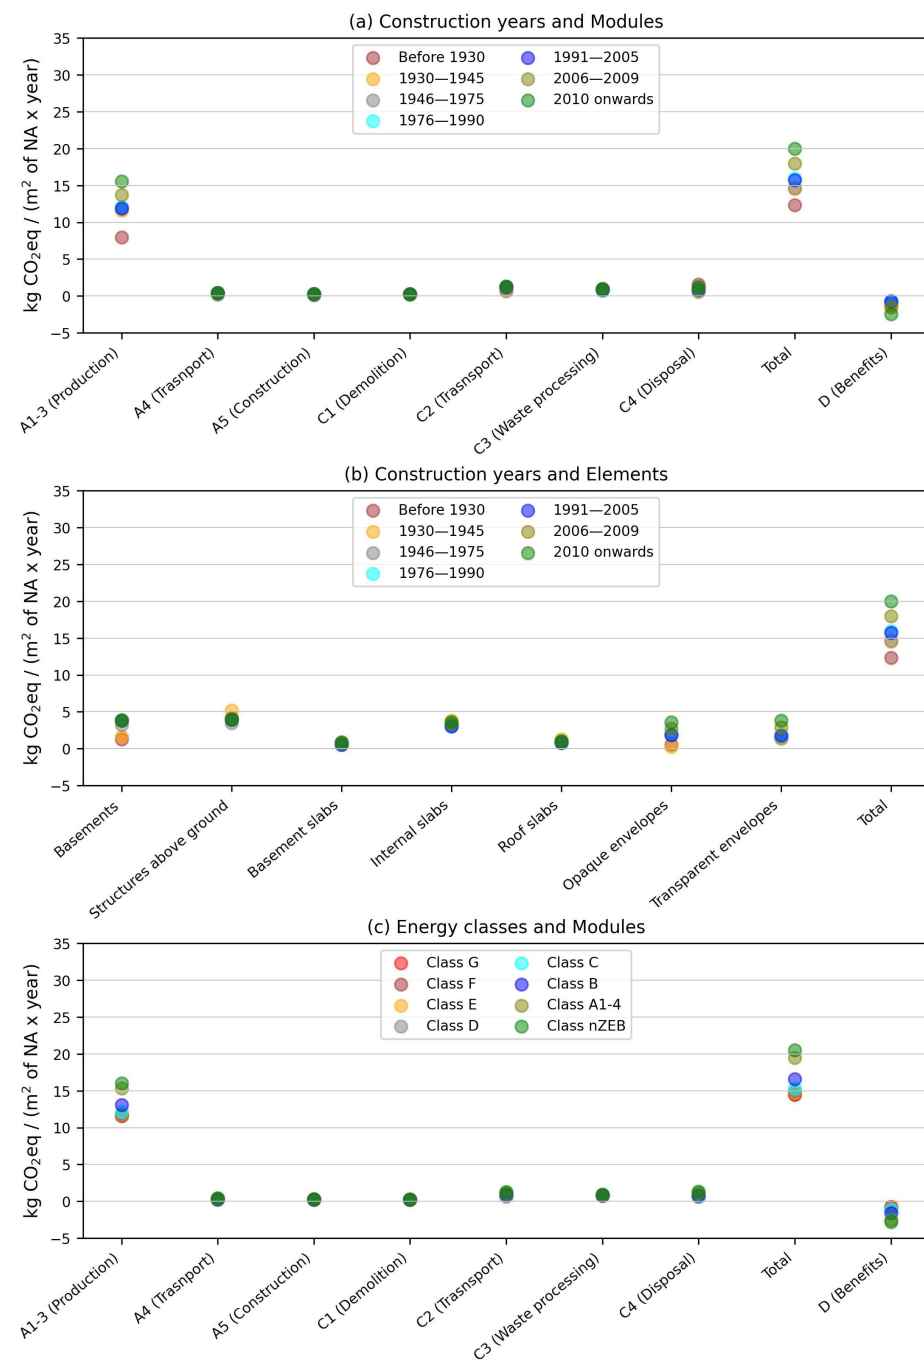 (a) Construction years and Modules
35
30
25
20
15
10
5
0
−5
kg CO₂eq / (m² of NA x year)
Before 1930
1930—1945
1946—1975
1976—1990
1991—2005
2006—2009
2010 onwards
A1-3 (Production)
A4 (Trasnport)
A5 (Construction)
C1 (Demolition)
C2 (Trasnport)
C3 (Waste processing)
C4 (Disposal)
Total
D (Benefits)
(b) Construction years and Elements
35
30
25
20
15
10
5
0
−5
kg CO₂eq / (m² of NA x year)
Before 1930
1930—1945
1946—1975
1976—1990
1991—2005
2006—2009
2010 onwards
Basements
Structures above ground
Basement slabs
Internal slabs
Roof slabs
Opaque envelopes
Transparent envelopes
Total
(c) Energy classes and Modules
35
30
25
20
15
10
5
0
−5
kg CO₂eq / (m² of NA x year)
Class G
Class F
Class E
Class D
Class C
Class B
Class A1-4
Class nZEB
A1-3 (Production)
A4 (Trasnport)
A5 (Construction)
C1 (Demolition)
C2 (Trasnport)
C3 (Waste processing)
C4 (Disposal)
Total
D (Benefits)